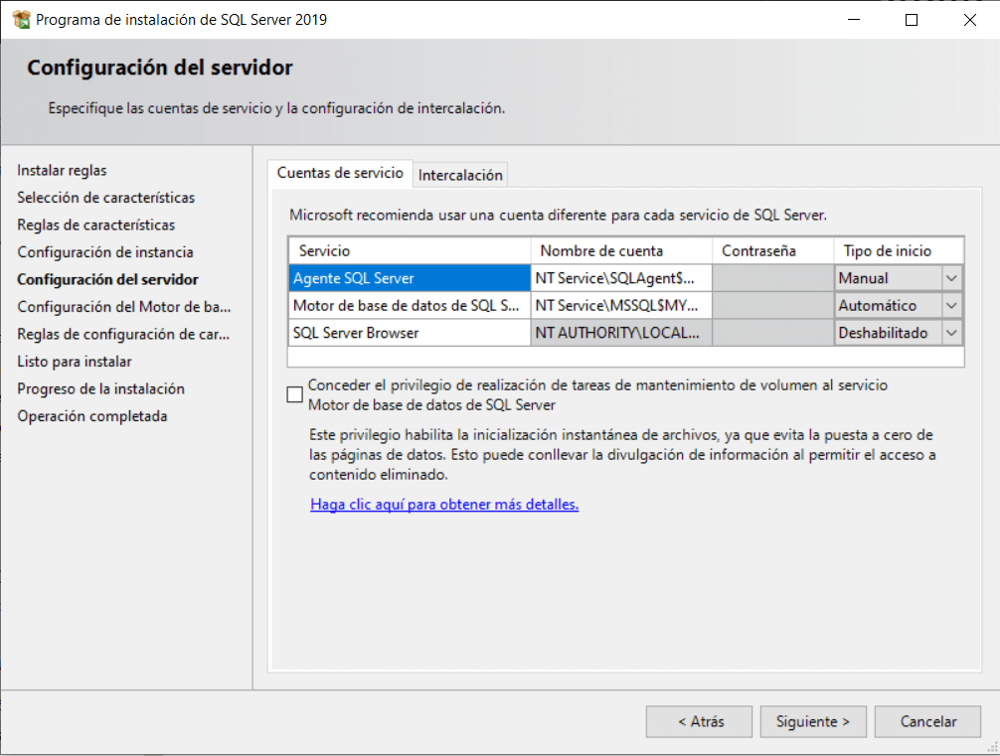 Programa de instalación de SQL Server 2019
Configuración del servidor
Especifique las cuentas de servicio y la configuración de intercalación.
Instalar reglas
Selección de características
Reglas de características
Configuración de instancia
Configuración del servidor
Configuración del Motor de ba...
Reglas de configuración de car...
Listo para instalar
Progreso de la instalación
Operación completada
Cuentas de servicio Intercalación
Microsoft recomienda usar una cuenta diferente para cada servicio de SQL Server.
Servicio Nombre de cuenta Contraseña Tipo de inicio
Agente SQL Server NT Service\SQLAgent$... Manual
Motor de base de datos de SQL S... NT Service\MSSQL$MY... Automático
SQL Server Browser NT AUTHORITY\LOCAL... Deshabilitado
Conceder el privilegio de realización de tareas de mantenimiento de volumen al servicio
Motor de base de datos de SQL Server
Este privilegio habilita la inicialización instantánea de archivos, ya que evita la puesta a cero de
las páginas de datos. Esto puede conllevar la divulgación de información al permitir el acceso a
contenido eliminado.
Haga clic aquí para obtener más detalles.
< Atrás Siguiente > Cancelar